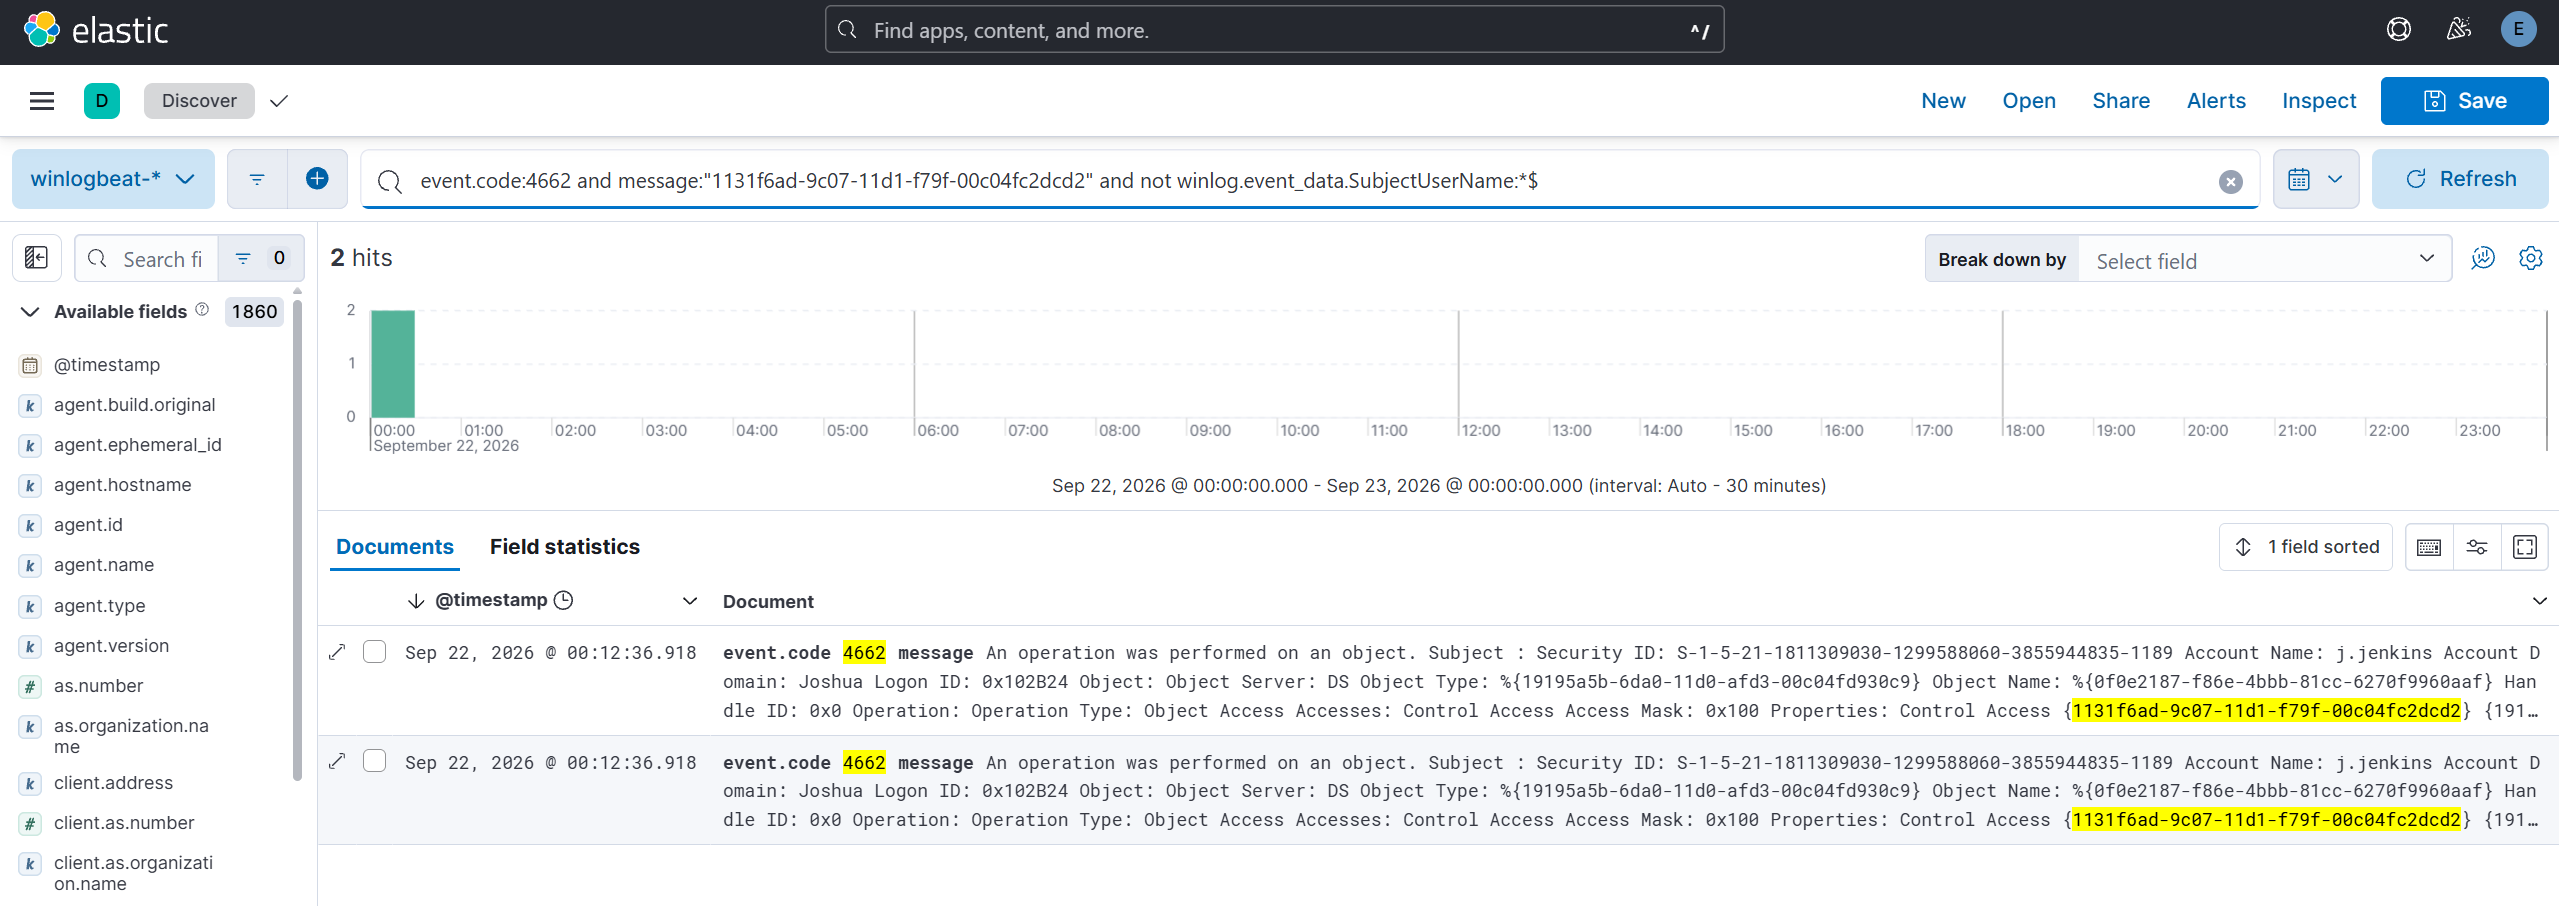 elastic
Find apps, content, and more.
^/
E
D
Discover
New
Open
Share
Alerts
Inspect
Save
winlogbeat-*
event.code:4662 and message:"1131f6ad-9c07-11d1-f79f-00c04fc2dcd2" and not winlog.event_data.SubjectUserName:*$
Refresh
Search fi
0
Available fields
1860
@timestamp
k agent.build.original
k agent.ephemeral_id
k agent.hostname
k agent.id
k agent.name
k agent.type
k agent.version
# as.number
k as.organization.na
me
k client.address
# client.as.number
k client.as.organizati
on.name
2 hits
Break down by
Select field
2
1
0
00:00 01:00 02:00 03:00 04:00 05:00 06:00 07:00 08:00 09:00 10:00 11:00 12:00 13:00 14:00 15:00 16:00 17:00 18:00 19:00 20:00 21:00 22:00 23:00
September 22, 2026
Sep 22, 2026 @ 00:00:00.000 - Sep 23, 2026 @ 00:00:00.000 (interval: Auto - 30 minutes)
Documents
Field statistics
1 field sorted
@timestamp
Document
Sep 22, 2026 @ 00:12:36.918
event.code 4662 message An operation was performed on an object. Subject : Security ID: S-1-5-21-1811309030-1299588060-3855944835-1189 Account Name: j.jenkins Account D
omain: Joshua Logon ID: 0x102B24 Object: Object Server: DS Object Type: %{19195a5b-6da0-11d0-afd3-00c04fd930c9} Object Name: %{0f0e2187-f86e-4bbb-81cc-6270f9960aaf} Han
dle ID: 0x0 Operation: Operation Type: Object Access Accesses: Control Access Access Mask: 0x100 Properties: Control Access {1131f6ad-9c07-11d1-f79f-00c04fc2dcd2} {191…
Sep 22, 2026 @ 00:12:36.918
event.code 4662 message An operation was performed on an object. Subject : Security ID: S-1-5-21-1811309030-1299588060-3855944835-1189 Account Name: j.jenkins Account D
omain: Joshua Logon ID: 0x102B24 Object: Object Server: DS Object Type: %{19195a5b-6da0-11d0-afd3-00c04fd930c9} Object Name: %{0f0e2187-f86e-4bbb-81cc-6270f9960aaf} Han
dle ID: 0x0 Operation: Operation Type: Object Access Accesses: Control Access Access Mask: 0x100 Properties: Control Access {1131f6ad-9c07-11d1-f79f-00c04fc2dcd2} {191…